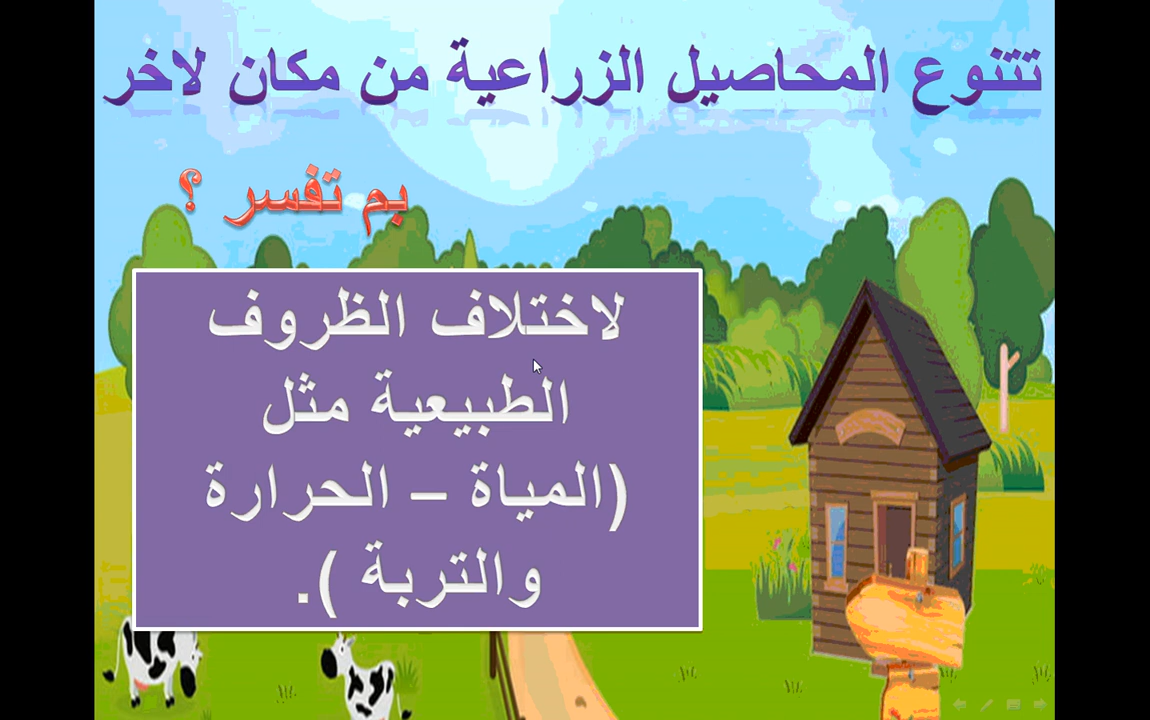 تتنوع المحاصيل الزراعية من مكان لاخر
بم تفسر ؟
لاختلاف الظروف
الطبيعية مثل
(المياة – الحرارة
والتربة ).